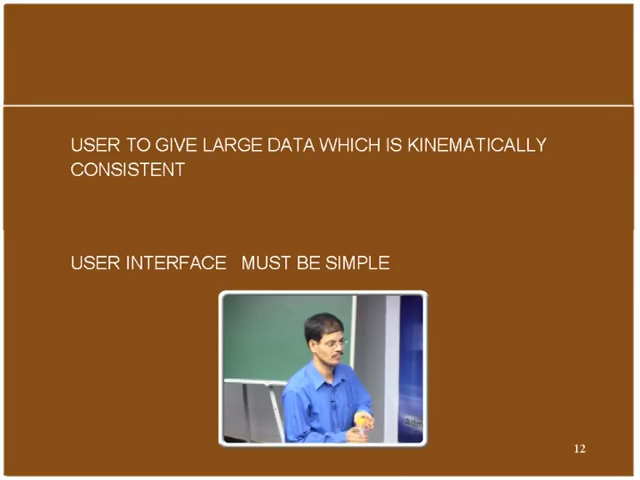 USER TO GIVE LARGE DATA WHICH IS KINEMATICALLY
CONSISTENT
USER INTERFACE MUST BE SIMPLE
12